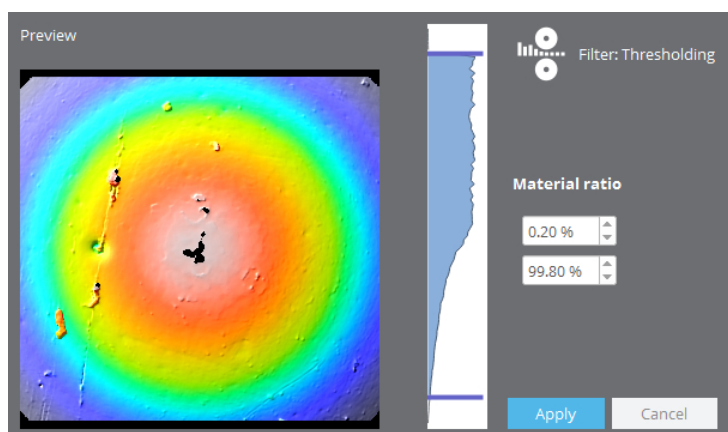 Preview
Filter: Thresholding
Material ratio
0.20 %
99.80 %
Apply
Cancel